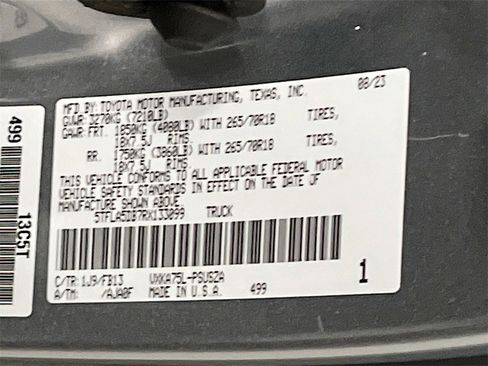 MFD BY: TOYOTA MOTOR MANUFACTURING, TEXAS, INC. 08/23
GVWR: 3270KG (7210LB)
GAWR: FRT. 1850KG (4080LB) WITH 265/70R18 TIRES,
18X7.5J RIMS
RR. 1750KG (3860LB) WITH 265/70R18 TIRES,
18X7.5J RIMS
THIS VEHICLE CONFORMS TO ALL APPLICABLE FEDERAL MOTOR
VEHICLE SAFETY STANDARDS IN EFFECT ON THE DATE OF
MANUFACTURE SHOWN ABOVE.
5TFLA5DB7RX133099 TRUCK
C/TR: 1J9/FB13 VXKA75L-PSUSZA
A/TM: /AJA0F MADE IN U.S.A. 499
1
499
13C5T